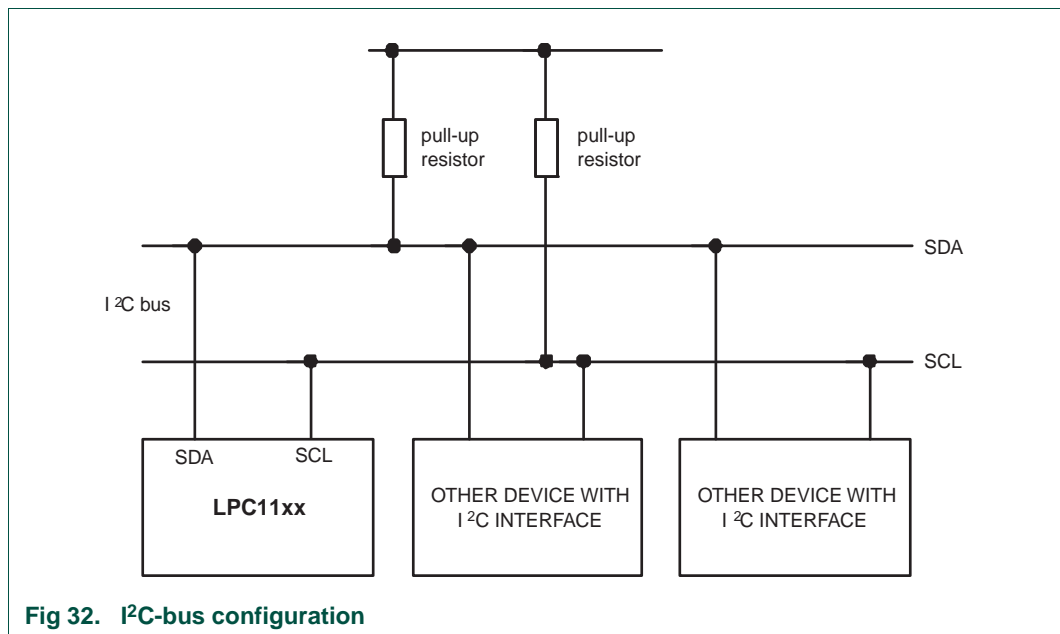 pull-up
resistor
pull-up
resistor
SDA
I ²C bus
SCL
SDA
SCL
LPC11xx
OTHER DEVICE WITH
I ²C INTERFACE
OTHER DEVICE WITH
I ²C INTERFACE
Fig 32. I²C-bus configuration